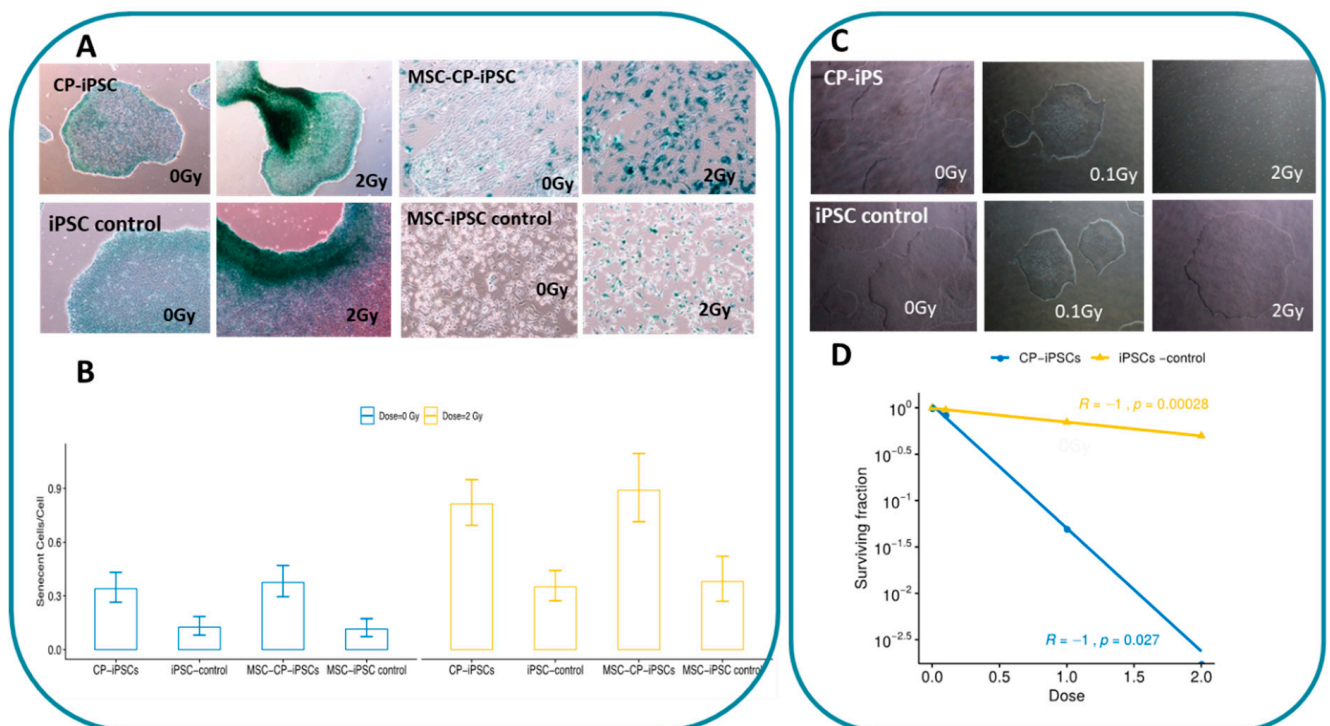 A
CP-iPSC
0Gy
2Gy
MSC-CP-iPSC
0Gy
2Gy
iPSC control
0Gy
2Gy
MSC-iPSC control
0Gy
2Gy
B
Dose=0 Gy Dose=2 Gy
Senecent Cells/Cell
0.9
0.6
0.3
0.0
CP−iPSCs iPSC−control MSC−CP−iPSCs MSC−iPSC control CP−iPSCs iPSC−control MSC−CP−iPSCs MSC−iPSC control
C
CP-iPS
0Gy
0.1Gy
2Gy
iPSC control
0Gy
0.1Gy
2Gy
D
CP−iPSCs iPSCs −control
R = −1 , p = 0.00028
0Gy
R = −1 , p = 0.027
Surviving fraction
10^0
10^−0.5
10^−1
10^−1.5
10^−2
10^−2.5
0.0 0.5 1.0 1.5 2.0
Dose